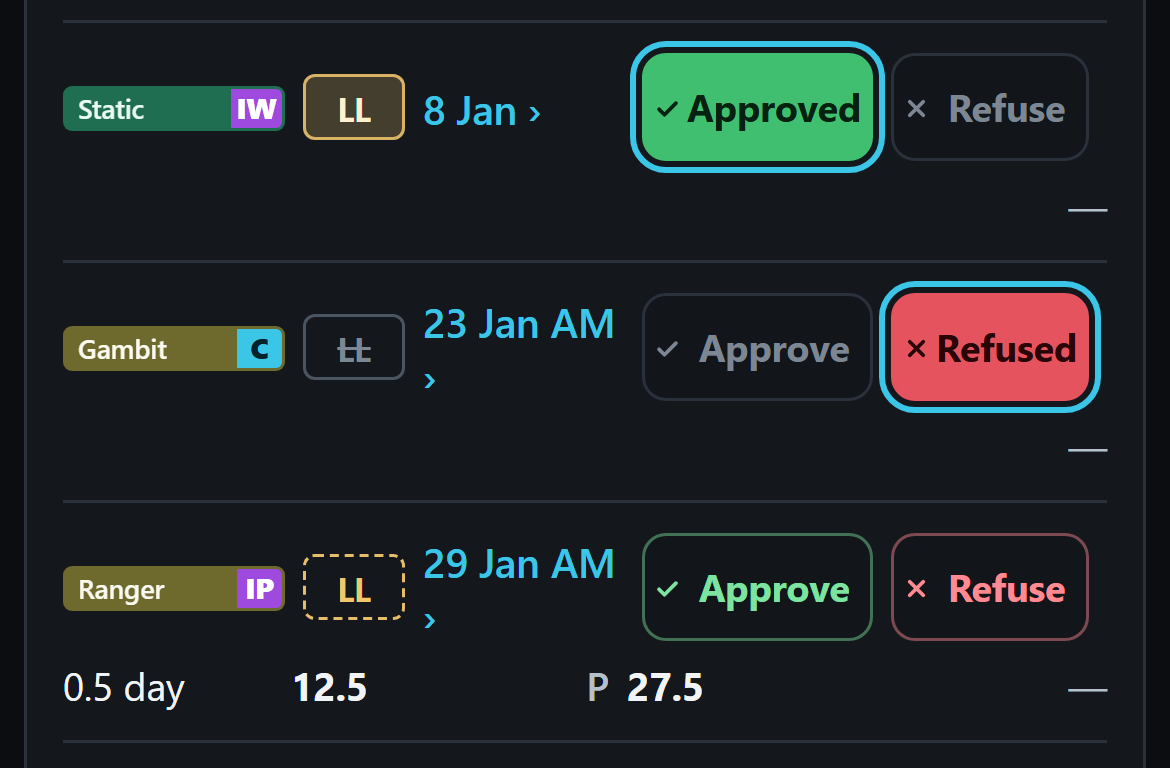 Static IW LL 8 Jan › ✓ Approved ✕ Refuse
—
Gambit C LL 23 Jan AM › ✓ Approve ✕ Refused
—
Ranger IP LL 29 Jan AM › ✓ Approve ✕ Refuse
0.5 day 12.5 P 27.5 —